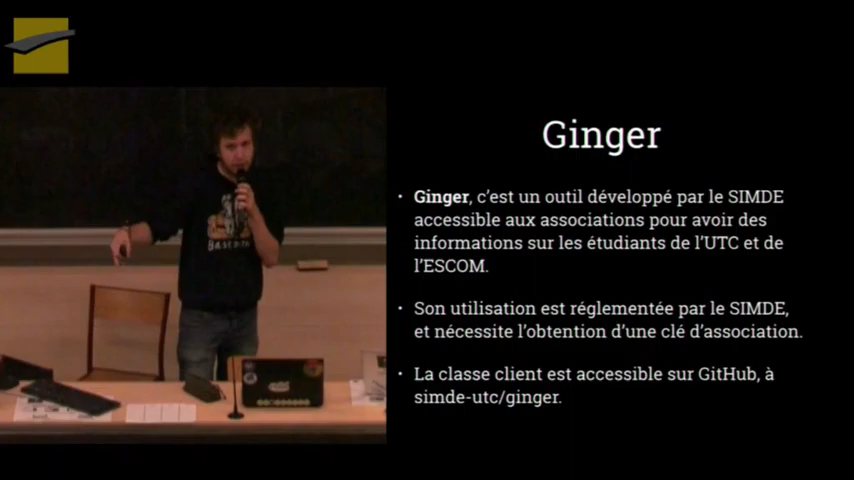 Ginger
Ginger, c'est un outil développé par le SIMDE
accessible aux associations pour avoir des
informations sur les étudiants de l'UTC et de
l'ESCOM.
Son utilisation est réglementée par le SIMDE,
et nécessite l'obtention d'une clé d'association.
La classe client est accessible sur GitHub, à
simde-utc/ginger.